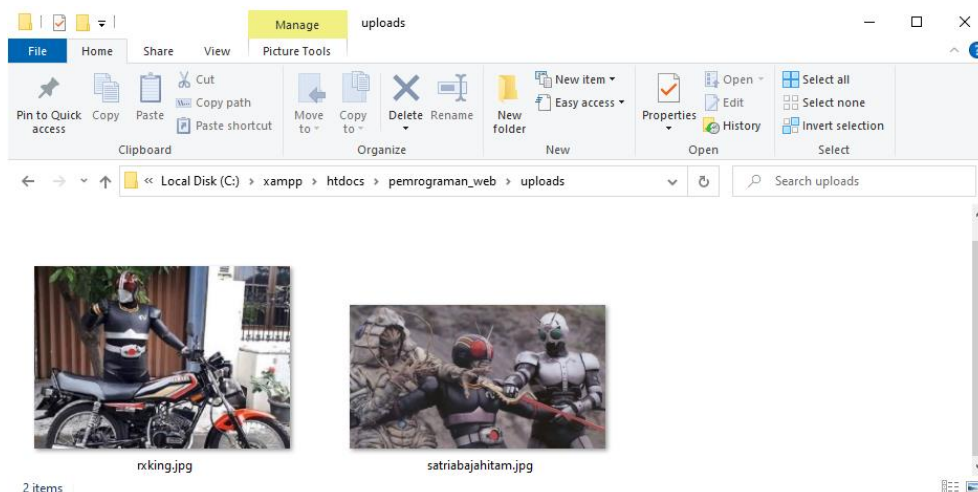 Manage uploads
File Home Share View Picture Tools
Pin to Quick access
Copy
Paste
Cut
Copy path
Paste shortcut
Clipboard
Move to
Copy to
Delete
Rename
Organize
New folder
New item
Easy access
New
Properties
Open
Edit
History
Open
Select all
Select none
Invert selection
Select
« Local Disk (C:) > xampp > htdocs > pemrograman_web > uploads
Search uploads
rxking.jpg
satriabajahitam.jpg
2 items